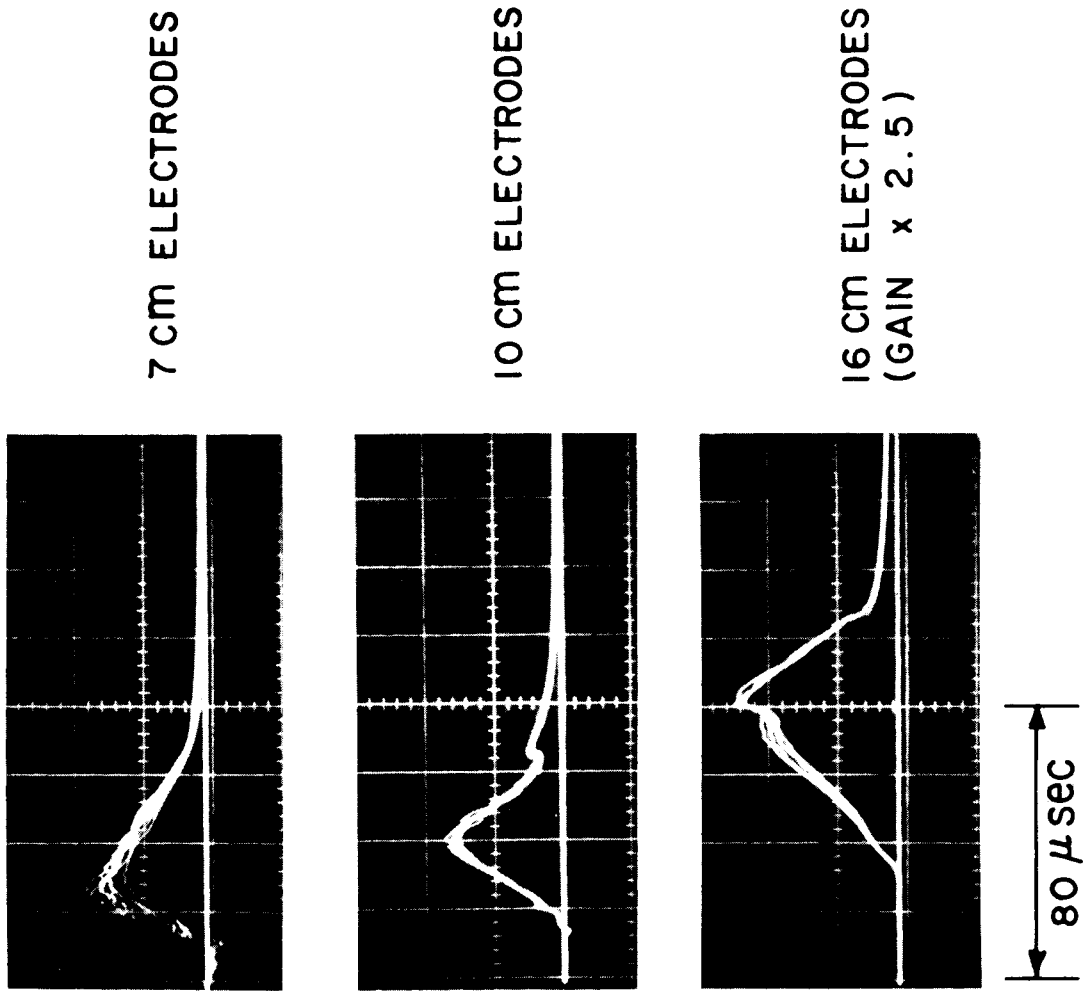 7 cm ELECTRODES
10 cm ELECTRODES
16 cm ELECTRODES
(GAIN x 2.5)
80 μsec